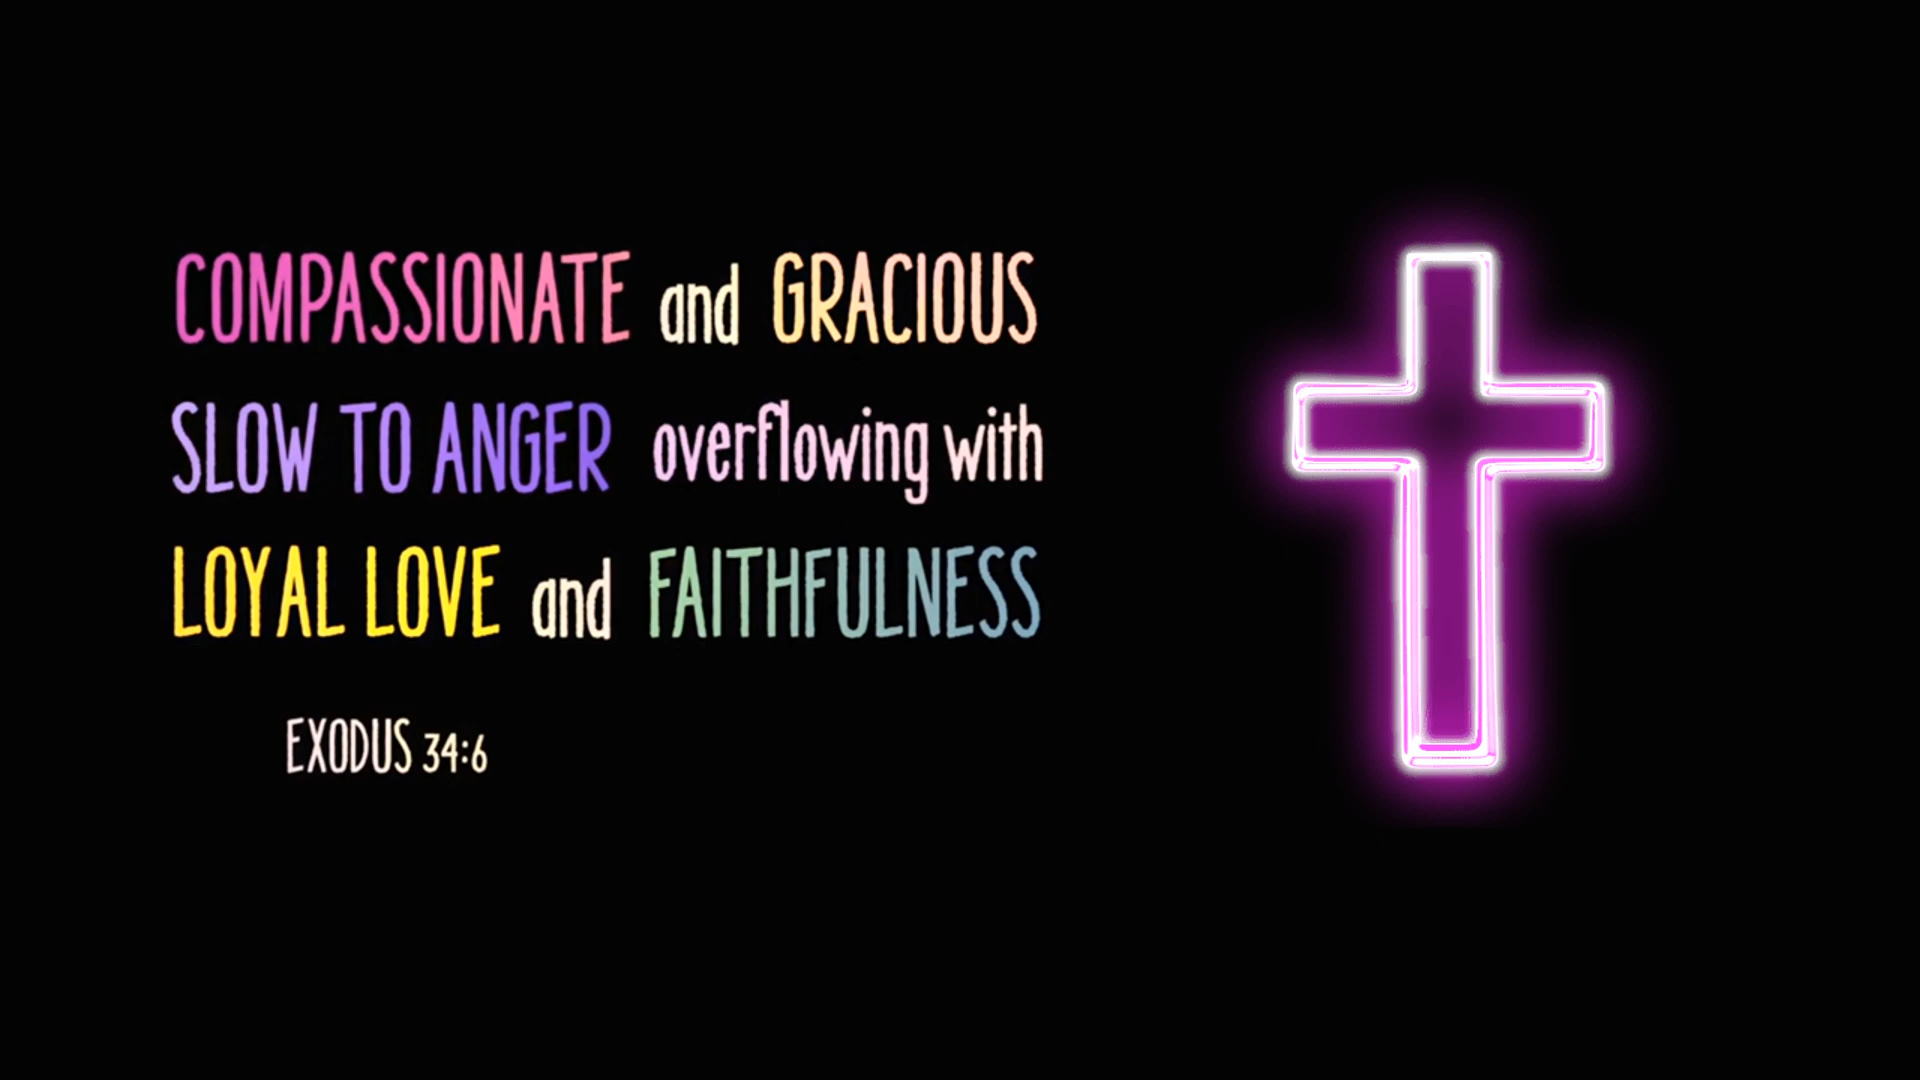 COMPASSIONATE and GRACIOUS
SLOW TO ANGER overflowing with
LOYAL LOVE and FAITHFULNESS
EXODUS 34:6